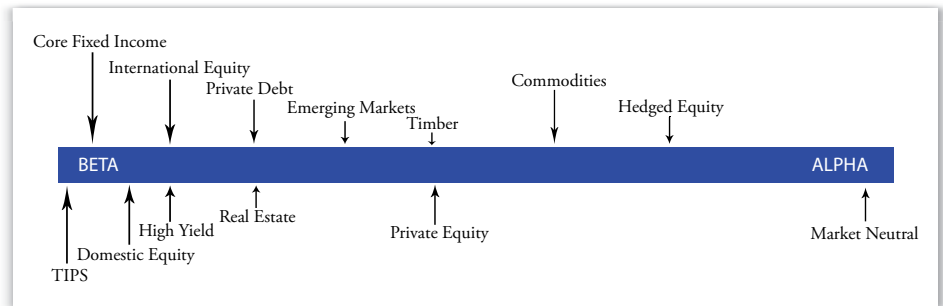 Core Fixed Income
International Equity
Private Debt
Commodities
Emerging Markets
Hedged Equity
Timber
BETA
ALPHA
Real Estate
High Yield
Private Equity
Market Neutral
Domestic Equity
TIPS